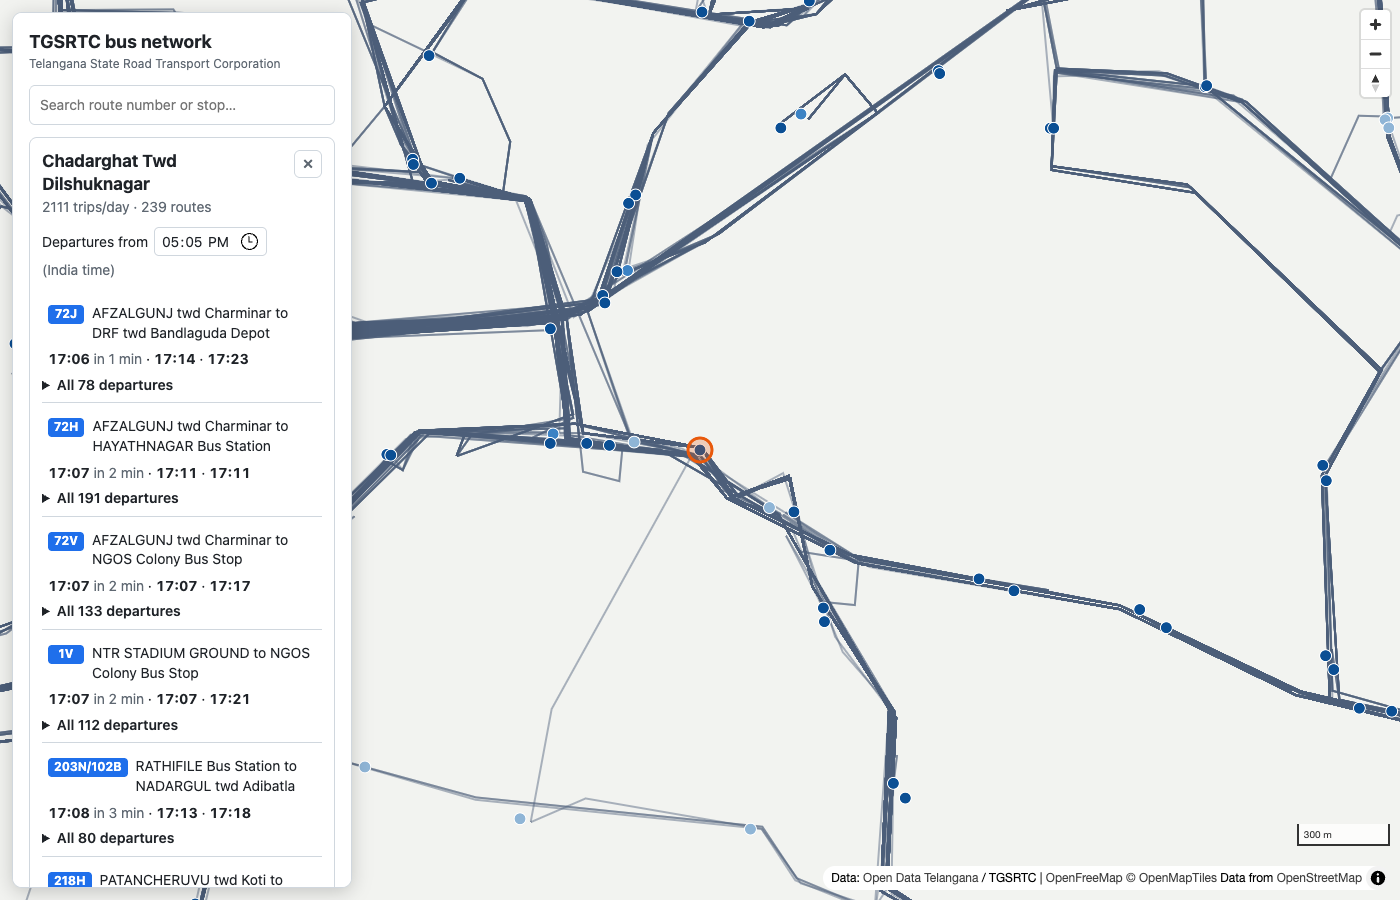 TGSRTC bus network
Telangana State Road Transport Corporation
Search route number or stop...
Chadarghat Twd
Dilshuknagar
×
2111 trips/day · 239 routes
Departures from 05:05 PM
(India time)
72J AFZALGUNJ twd Charminar to
DRF twd Bandlaguda Depot
17:06 in 1 min · 17:14 · 17:23
All 78 departures
72H AFZALGUNJ twd Charminar to
HAYATHNAGAR Bus Station
17:07 in 2 min · 17:11 · 17:11
All 191 departures
72V AFZALGUNJ twd Charminar to
NGOS Colony Bus Stop
17:07 in 2 min · 17:07 · 17:17
All 133 departures
1V NTR STADIUM GROUND to NGOS
Colony Bus Stop
17:07 in 2 min · 17:07 · 17:21
All 112 departures
203N/102B RATHIFILE Bus Station to
NADARGUL twd Adibatla
17:08 in 3 min · 17:13 · 17:18
All 80 departures
218H PATANCHERUVU twd Koti to
300 m
Data: Open Data Telangana / TGSRTC | OpenFreeMap © OpenMapTiles Data from OpenStreetMap